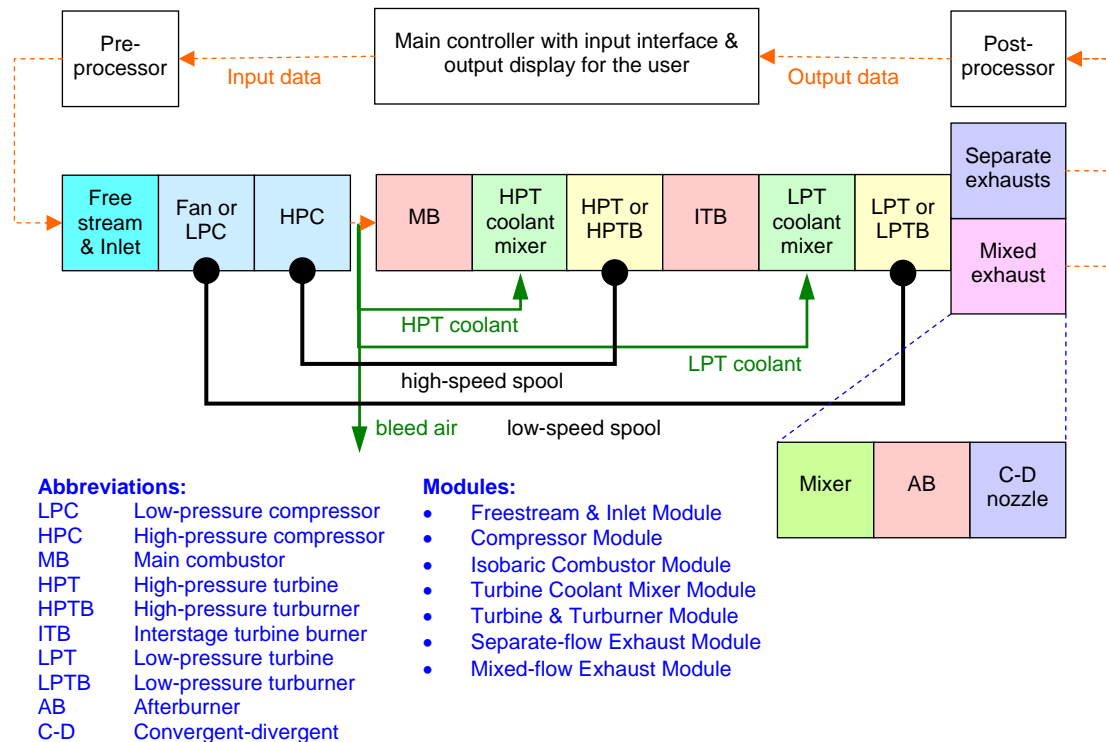 Pre-
processor
Main controller with input interface &
output display for the user
Post-
processor
Input data
Output data
Free
stream
& Inlet
Fan or
LPC
HPC
MB
HPT
coolant
mixer
HPT or
HPTB
ITB
LPT
coolant
mixer
LPT or
LPTB
Separate
exhausts
Mixed
exhaust
HPT coolant
LPT coolant
high-speed spool
bleed air
low-speed spool
Mixer
AB
C-D
nozzle
Abbreviations:
LPC Low-pressure compressor
HPC High-pressure compressor
MB Main combustor
HPT High-pressure turbine
HPTB High-pressure turburner
ITB Interstage turbine burner
LPT Low-pressure turbine
LPTB Low-pressure turburner
AB Afterburner
C-D Convergent-divergent
Modules:
• Freestream & Inlet Module
• Compressor Module
• Isobaric Combustor Module
• Turbine Coolant Mixer Module
• Turbine & Turburner Module
• Separate-flow Exhaust Module
• Mixed-flow Exhaust Module